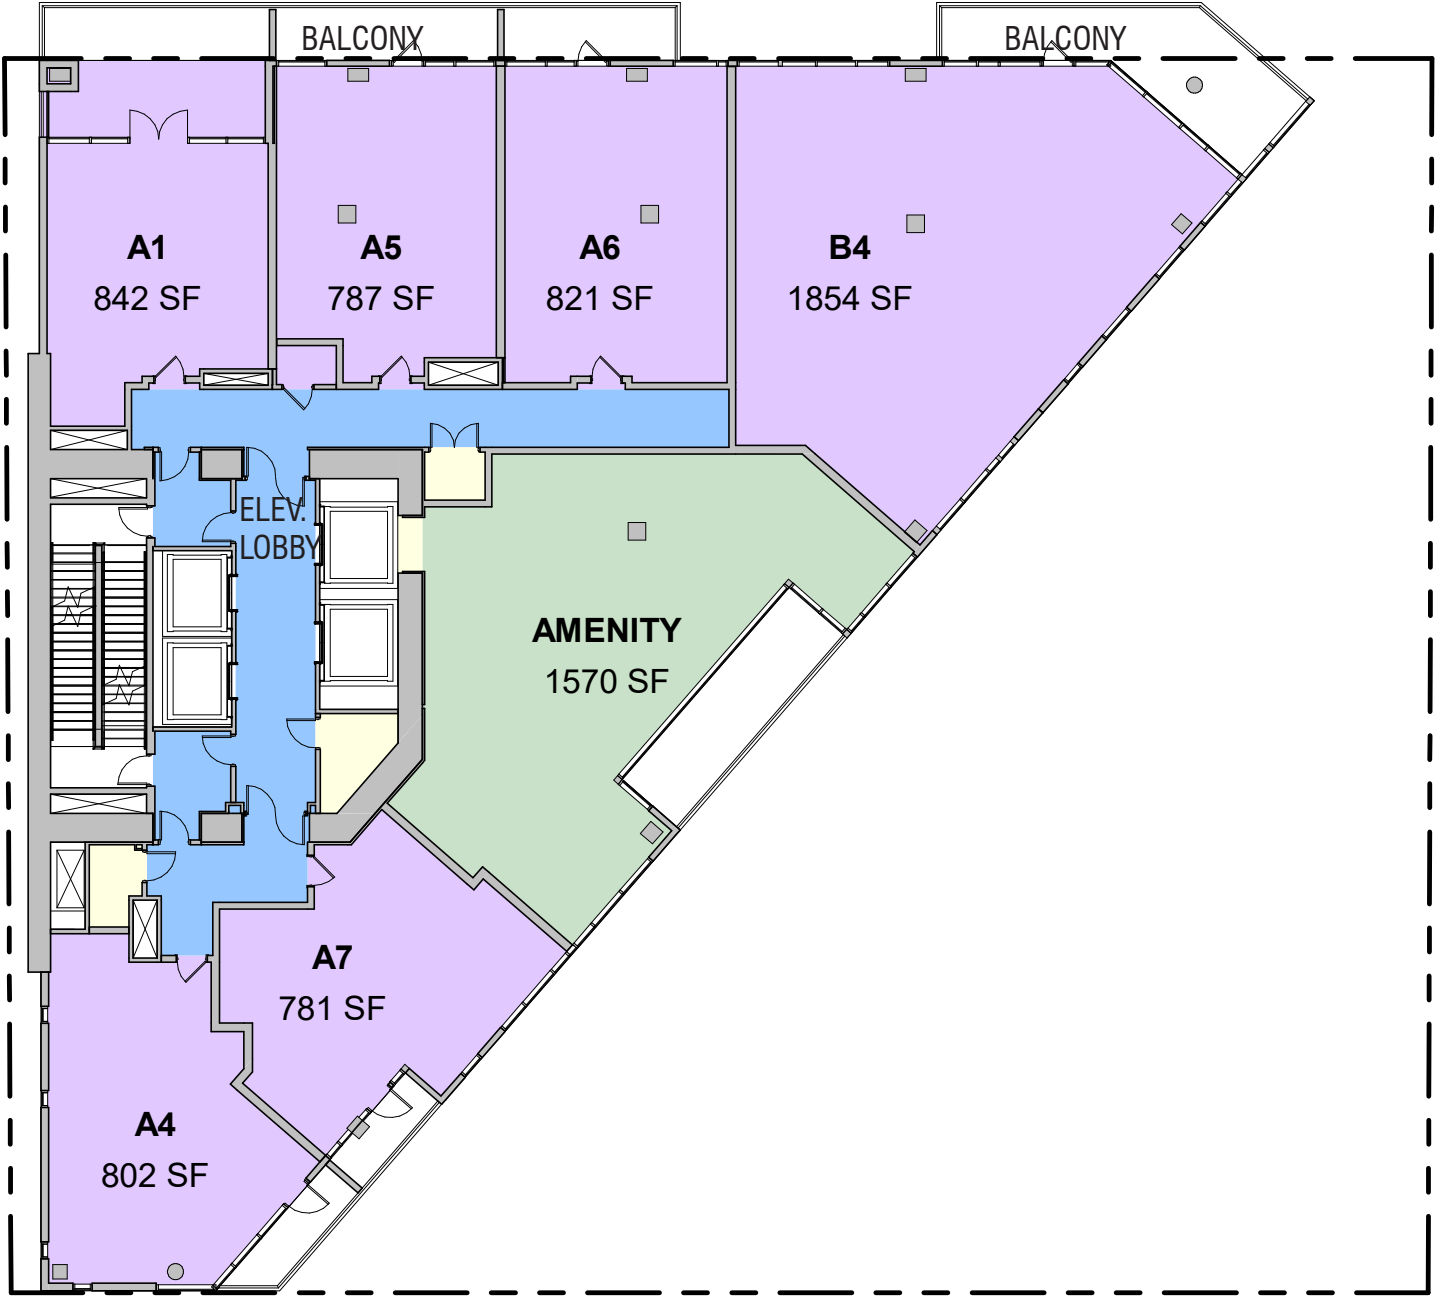 BALCONY
BALCONY
A1
842 SF
A5
787 SF
A6
821 SF
B4
1854 SF
ELEV.
LOBBY
AMENITY
1570 SF
A7
781 SF
A4
802 SF